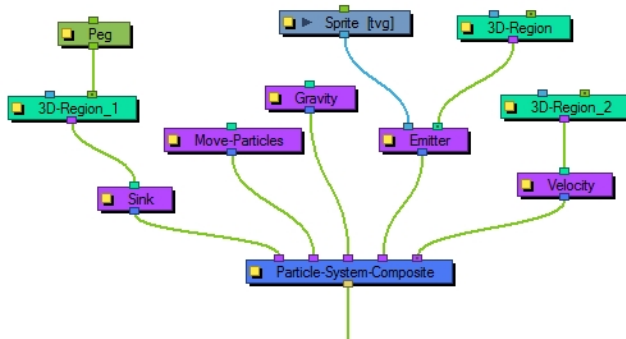 Peg
Sprite [tvg]
3D-Region
3D-Region_1
Gravity
3D-Region_2
Move-Particles
Emitter
Sink
Velocity
Particle-System-Composite